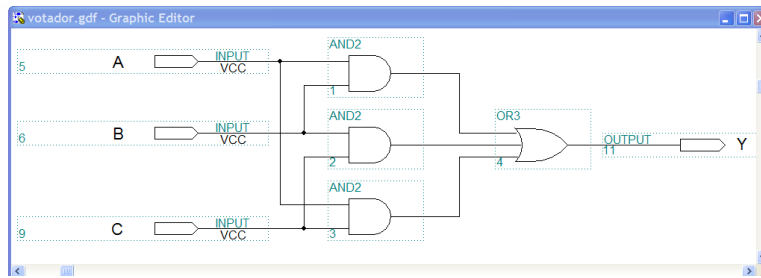 votador.gdf - Graphic Editor
AND2
5 A INPUT
VCC
1
AND2
OR3
6 B INPUT
VCC
OUTPUT
11 Y
2
4
AND2
9 C INPUT
VCC
3